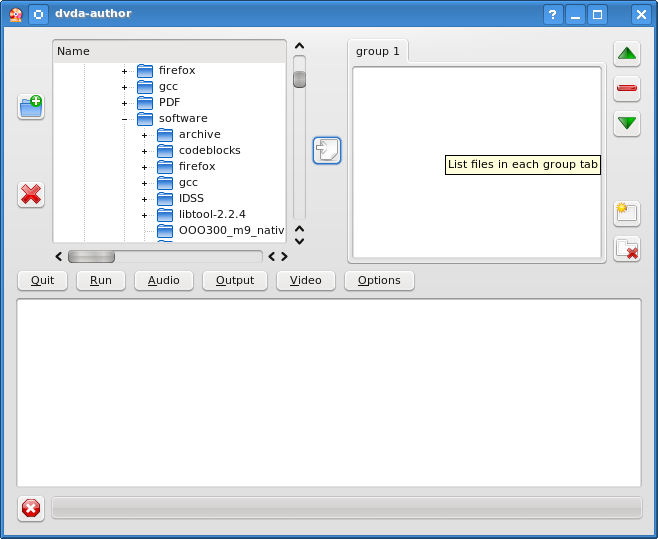 dvda-author
Name
firefox
gcc
PDF
software
archive
codeblocks
firefox
gcc
IDSS
libtool-2.2.4
OOO300_m9_nativ
group 1
List files in each group tab
Quit
Run
Audio
Output
Video
Options